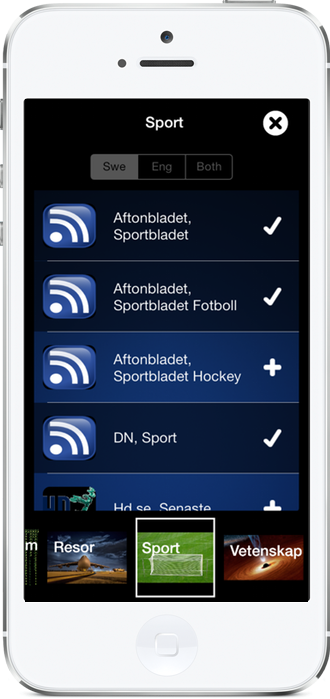 Sport
Swe Eng Both
Aftonbladet,
Sportbladet
Aftonbladet,
Sportbladet Fotboll
Aftonbladet,
Sportbladet Hockey
DN, Sport
Hd.se, Senaste
m Resor Sport Vetenskap